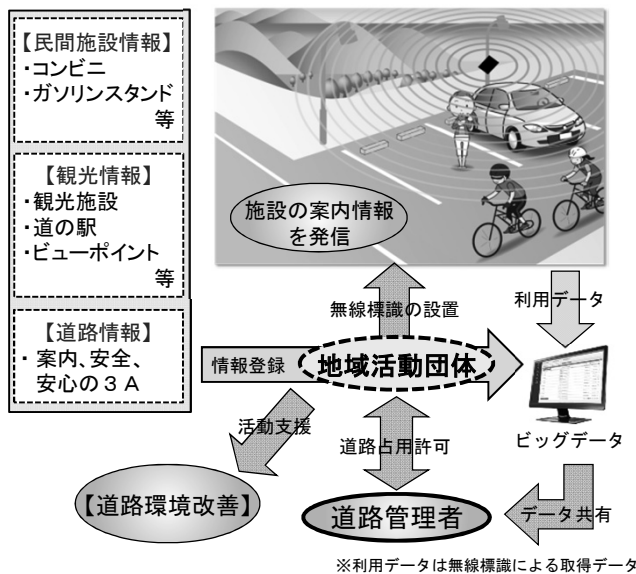 【民間施設情報】
・コンビニ
・ガソリンスタンド
等
【観光情報】
・観光施設
・道の駅
・ビューポイント
等
【道路情報】
・案内、安全、
安心の３Ａ
施設の案内情報
を発信
無線標識の設置
利用データ
情報登録
地域活動団体
ビッグデータ
活動支援
道路占用許可
【道路環境改善】
道路管理者
データ共有
※利用データは無線標識による取得データ